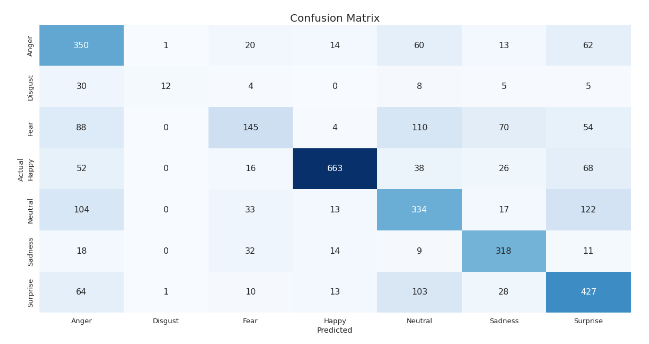 Confusion Matrix
Actual
Anger 350 1 20 14 60 13 62
Disgust 30 12 4 0 8 5 5
Fear 88 0 145 4 110 70 54
Happy 52 0 16 663 38 26 68
Neutral 104 0 33 13 334 17 122
Sadness 18 0 32 14 9 318 11
Surprise 64 1 10 13 103 28 427
Anger Disgust Fear Happy Neutral Sadness Surprise
Predicted